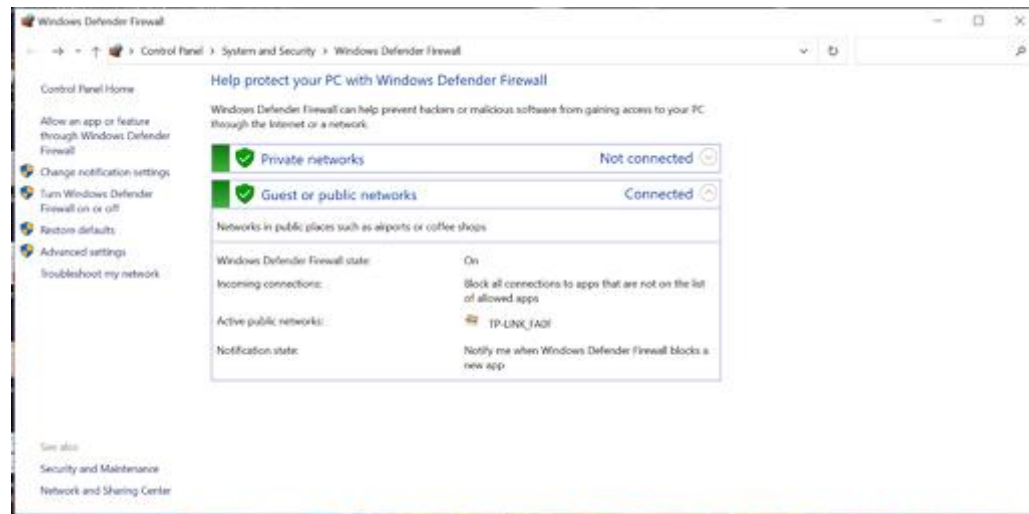 Windows Defender Firewall
Control Panel > System and Security > Windows Defender Firewall
Control Panel Home
Allow an app or feature
through Windows Defender
Firewall
Change notification settings
Turn Windows Defender
Firewall on or off
Restore defaults
Advanced settings
Troubleshoot my network
See also
Security and Maintenance
Network and Sharing Center
Help protect your PC with Windows Defender Firewall
Windows Defender Firewall can help prevent hackers or malicious software from gaining access to your PC
through the Internet or a network.
Private networks Not connected
Guest or public networks Connected
Networks in public places such as airports or coffee shops
Windows Defender Firewall state: On
Incoming connections: Block all connections to apps that are not on the list
of allowed apps
Active public networks: TP-LINK_FA0F
Notification state: Notify me when Windows Defender Firewall blocks a
new app